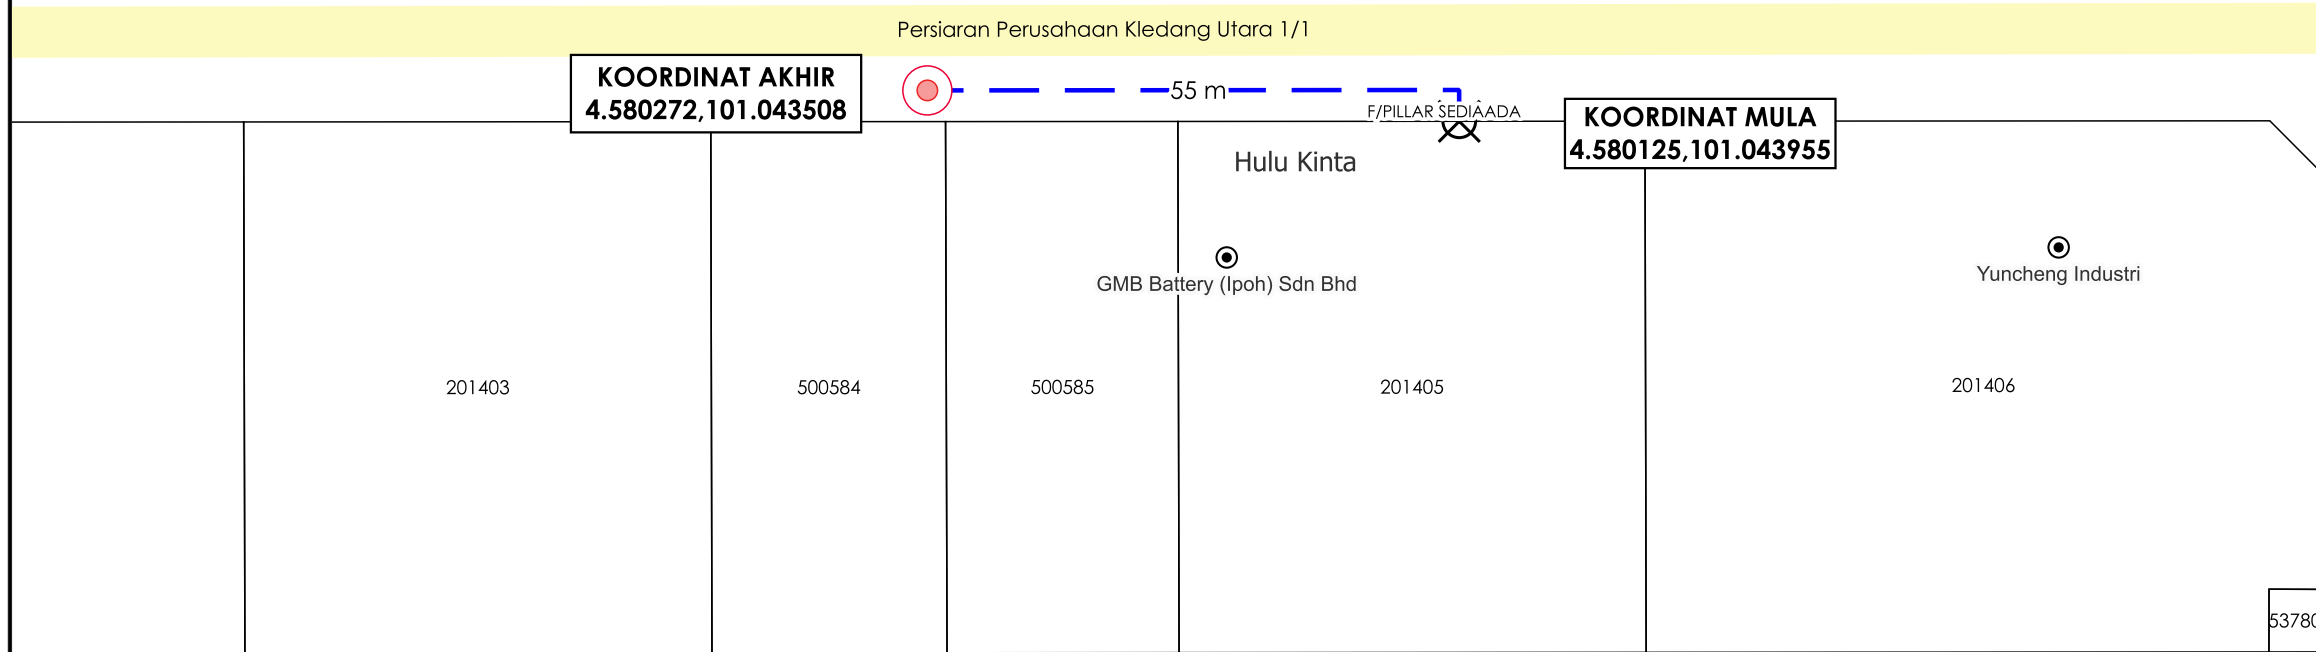 Persiaran Perusahaan Kledang Utara 1/1
KOORDINAT AKHIR
4.580272,101.043508
55 m
F/PILLAR SEDIAADA
KOORDINAT MULA
4.580125,101.043955
Hulu Kinta
GMB Battery (Ipoh) Sdn Bhd
Yuncheng Industri
201403
500584
500585
201405
201406
53780